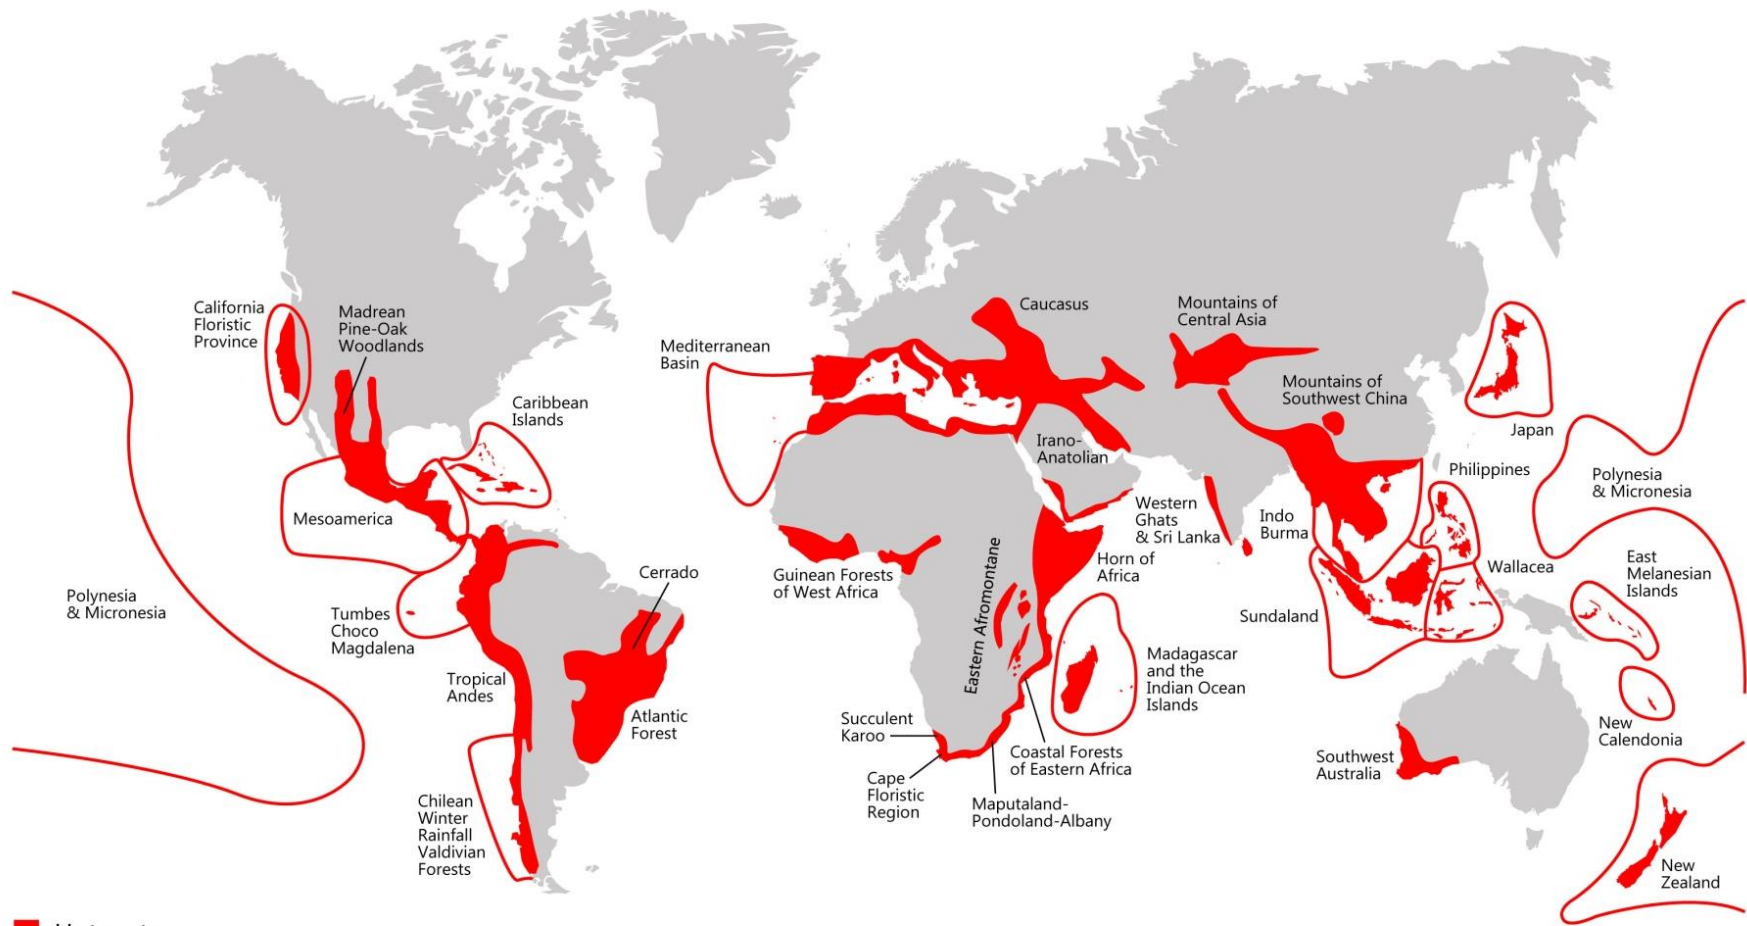 California
Floristic
Province
Madrean
Pine-Oak
Woodlands
Caribbean
Islands
Mesoamerica
Polynesia
& Micronesia
Tumbes
Choco
Magdalena
Tropical
Andes
Cerrado
Atlantic
Forest
Chilean
Winter
Rainfall
Valdivian
Forests
Mediterranean
Basin
Caucasus
Mountains of
Central Asia
Mountains of
Southwest China
Irano-
Anatolian
Western
Ghats
& Sri Lanka
Indo
Burma
Horn of
Africa
Guinean Forests
of West Africa
Eastern Afromontane
Madagascar
and the
Indian Ocean
Islands
Succulent
Karoo
Cape
Floristic
Region
Coastal Forests
of Eastern Africa
Maputaland-
Pondoland-Albany
Japan
Philippines
Polynesia
& Micronesia
Wallacea
East
Melanesian
Islands
Sundaland
New
Calendonia
Southwest
Australia
New
Zealand